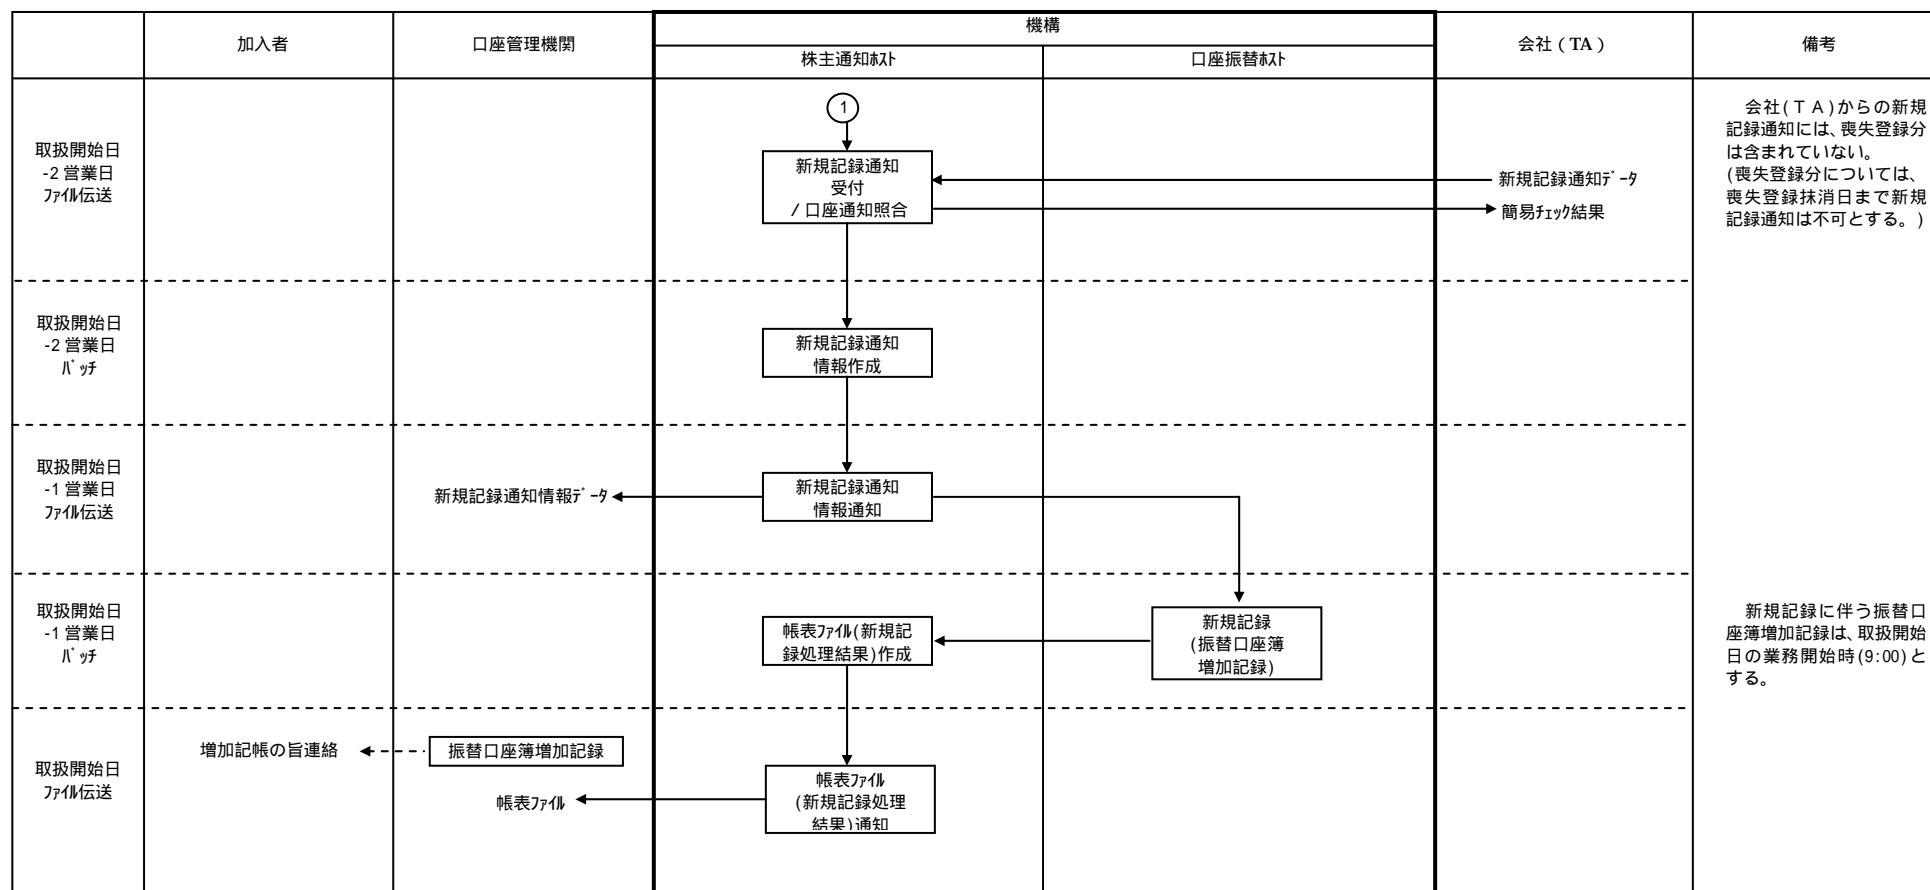 加入者
口座管理機関
機構
株主通知ﾎｽﾄ
口座振替ﾎｽﾄ
会社 ( TA )
備考
取扱開始日
-2 営業日
ﾌｧｲﾙ伝送
1
新規記録通知
受付
/ 口座通知照合
新規記録通知ﾃﾞｰﾀ
簡易ﾁｪｯｸ結果
会社(ＴＡ)からの新規
記録通知には、喪失登録分
は含まれていない。
(喪失登録分については、
喪失登録抹消日まで新規
記録通知は不可とする。)
取扱開始日
-2 営業日
ﾊﾞｯﾁ
新規記録通知
情報作成
取扱開始日
-1 営業日
ﾌｧｲﾙ伝送
新規記録通知情報ﾃﾞｰﾀ
新規記録通知
情報通知
取扱開始日
-1 営業日
ﾊﾞｯﾁ
帳表ﾌｧｲﾙ(新規記
録処理結果)作成
新規記録
(振替口座簿
増加記録)
新規記録に伴う振替口
座簿増加記録は、取扱開始
日の業務開始時(9:00)と
する。
取扱開始日
ﾌｧｲﾙ伝送
増加記帳の旨連絡
振替口座簿増加記録
帳表ﾌｧｲﾙ
帳表ﾌｧｲﾙ
(新規記録処理
結果)通知